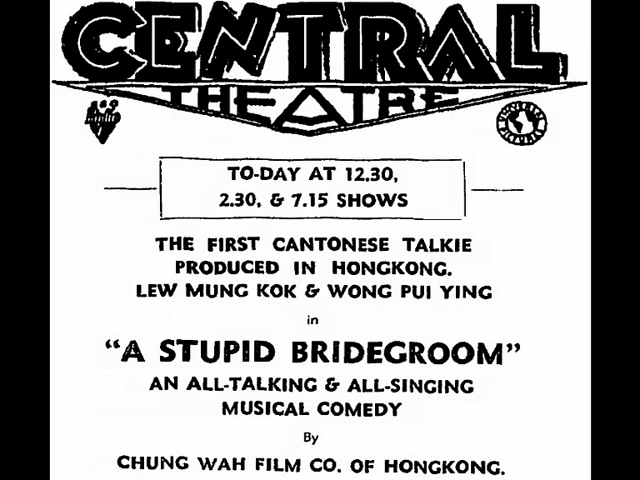 CENTRAL
THEATRE
UNIVERSAL PICTURES
TO-DAY AT 12.30,
2.30, & 7.15 SHOWS
THE FIRST CANTONESE TALKIE
PRODUCED IN HONGKONG.
LEW MUNG KOK & WONG PUI YING
in
"A STUPID BRIDEGROOM"
AN ALL-TALKING & ALL-SINGING
MUSICAL COMEDY
By
CHUNG WAH FILM CO. OF HONGKONG.